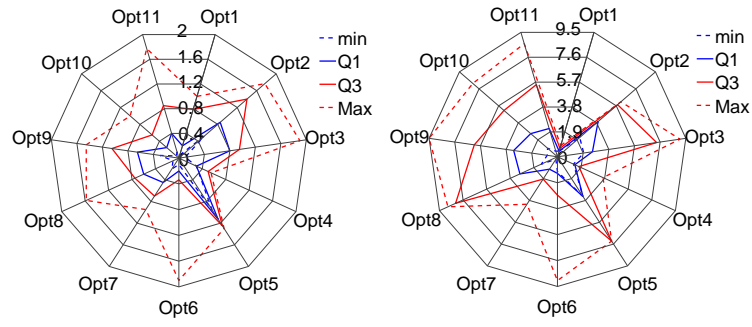 Opt11
2
Opt1
Opt10
1.6
Opt2
1.2
0.8
Opt9
0.4
Opt3
0
Opt8
Opt4
Opt7
Opt5
Opt6
min
Q1
Q3
Max
Opt11
9.5
Opt1
Opt10
7.6
Opt2
5.7
3.8
Opt9
1.9
Opt3
0
Opt8
Opt4
Opt7
Opt5
Opt6
min
Q1
Q3
Max